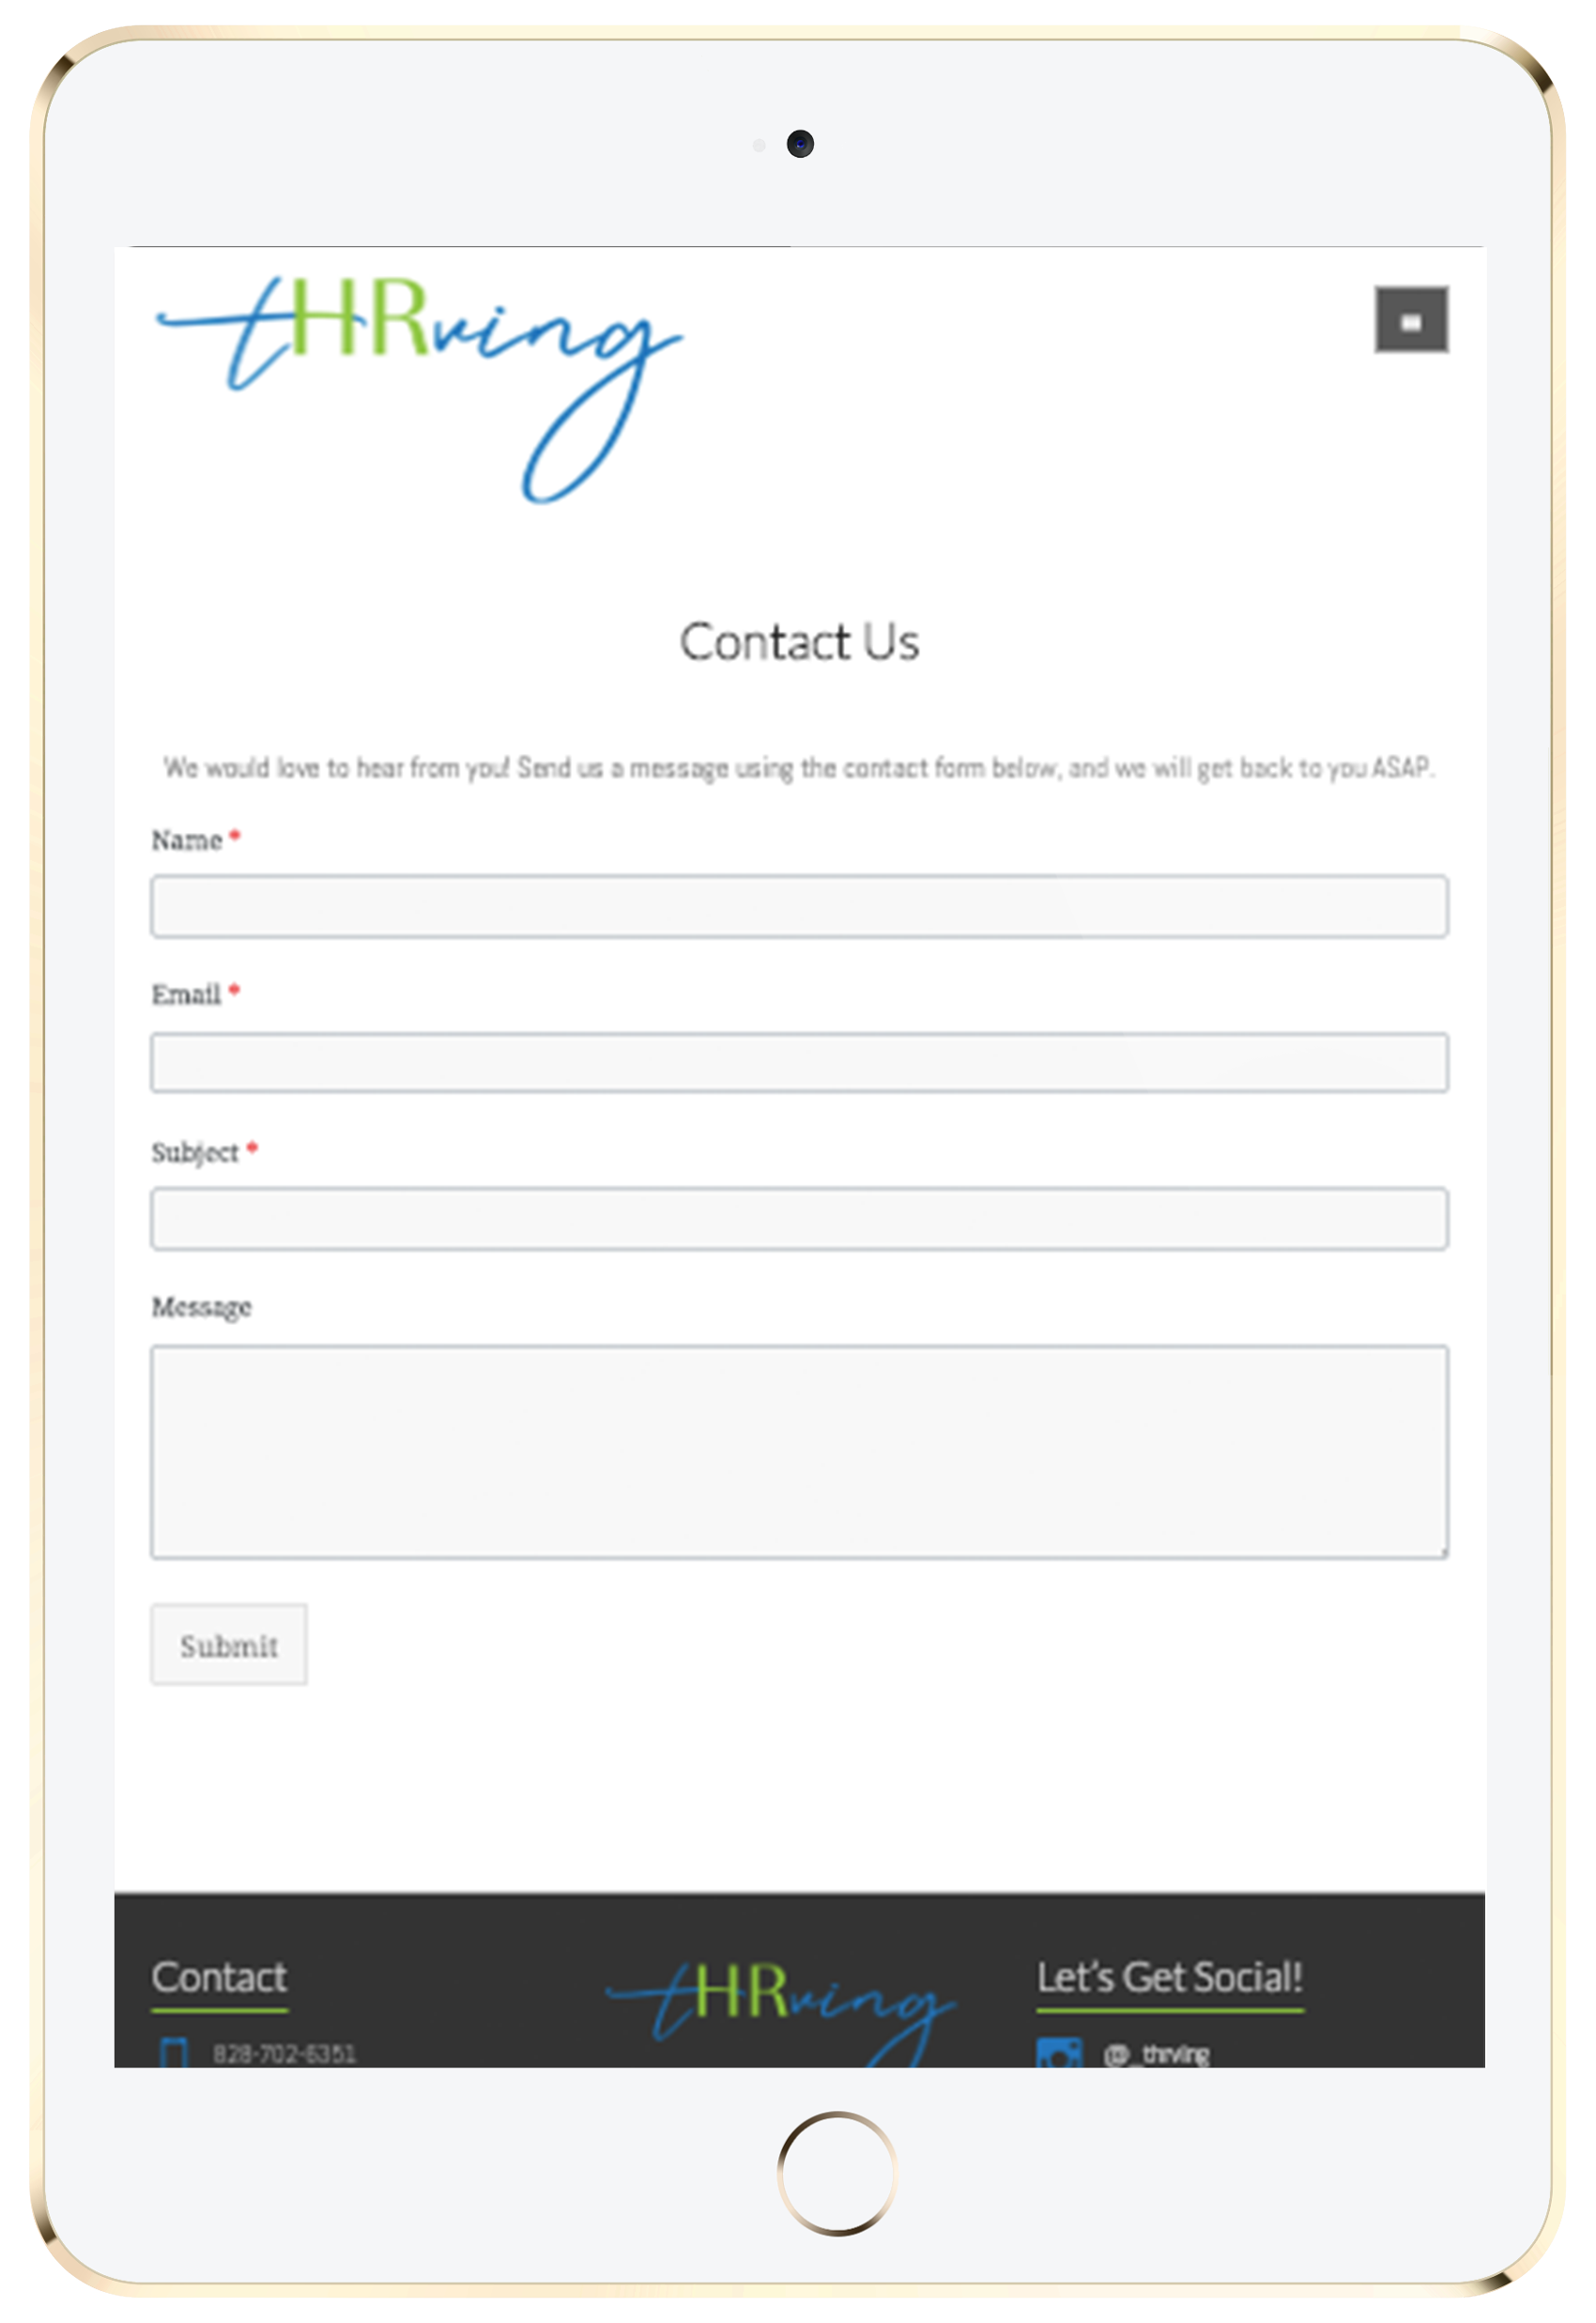 tHRving
Contact Us
We would love to hear from you! Send us a message using the contact form below, and we will get back to you ASAP.
Name *
Email *
Subject *
Message
Submit
Contact
tHRving
Let's Get Social!
828-702-6351
@_thrving